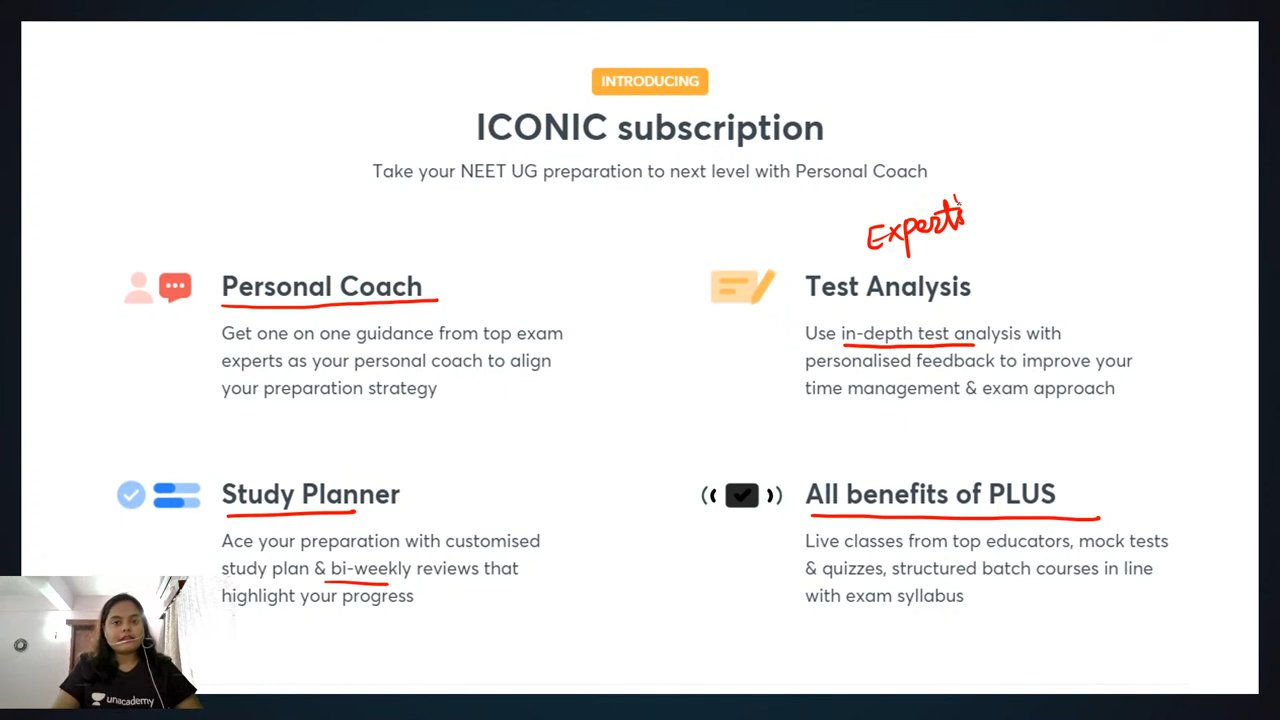 INTRODUCING
ICONIC subscription
Take your NEET UG preparation to next level with Personal Coach
Experts
Personal Coach
Get one on one guidance from top exam
experts as your personal coach to align
your preparation strategy
Test Analysis
Use in-depth test analysis with
personalised feedback to improve your
time management & exam approach
Study Planner
Ace your preparation with customised
study plan & bi-weekly reviews that
highlight your progress
All benefits of PLUS
Live classes from top educators, mock tests
& quizzes, structured batch courses in line
with exam syllabus
unacademy